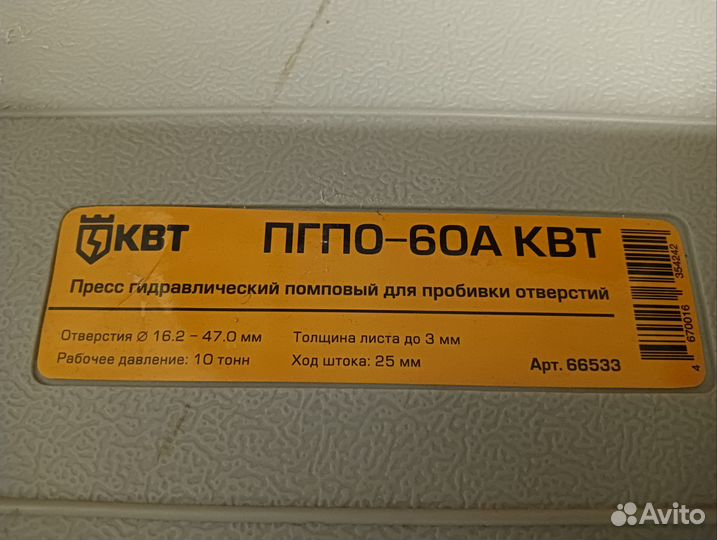 КВТ
ПГПО-60А КВТ
Пресс гидравлический помповый для пробивки отверстий
Отверстия Ø 16.2 - 47.0 мм
Толщина листа до 3 мм
Рабочее давление: 10 тонн
Ход штока: 25 мм
Арт. 66533
4 670016 354242
Avito